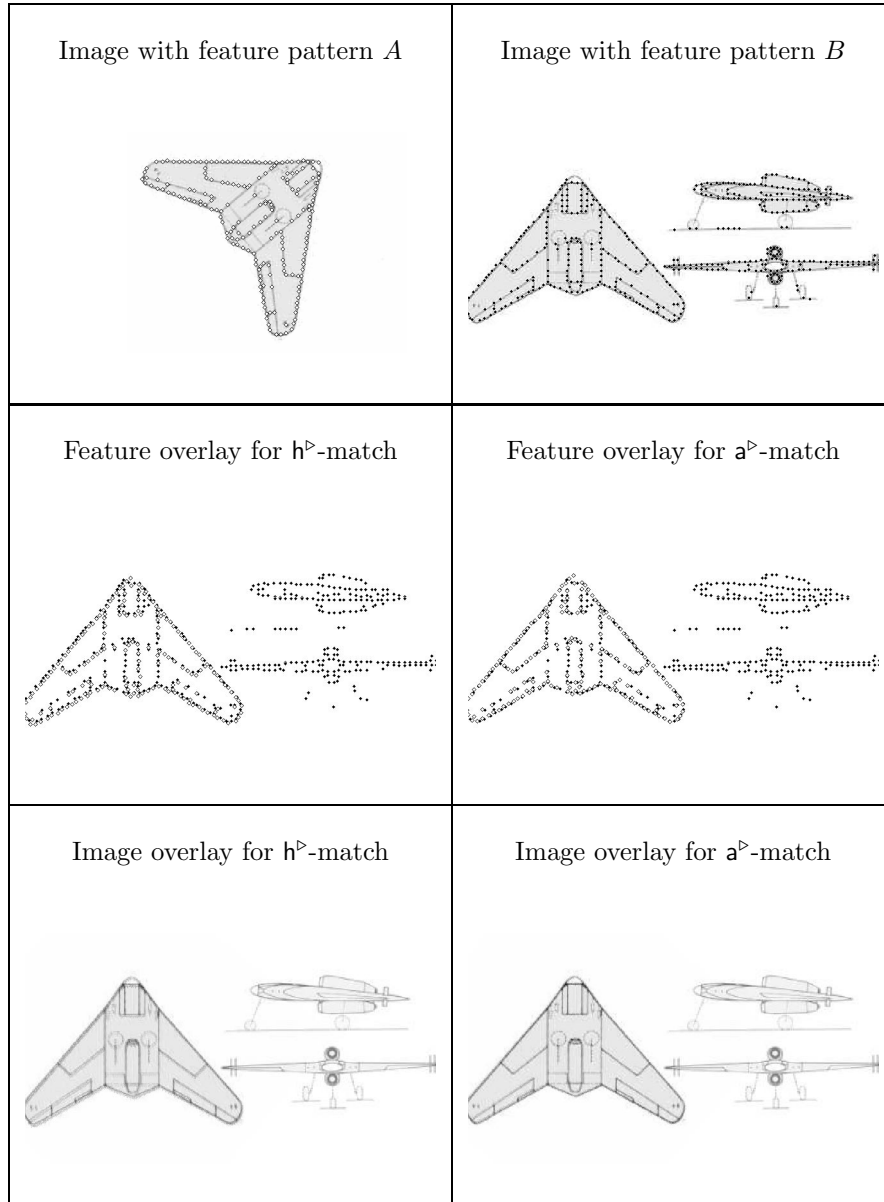 Image with feature pattern A
Image with feature pattern B
Feature overlay for h▷-match
Feature overlay for a▷-match
Image overlay for h▷-match
Image overlay for a▷-match